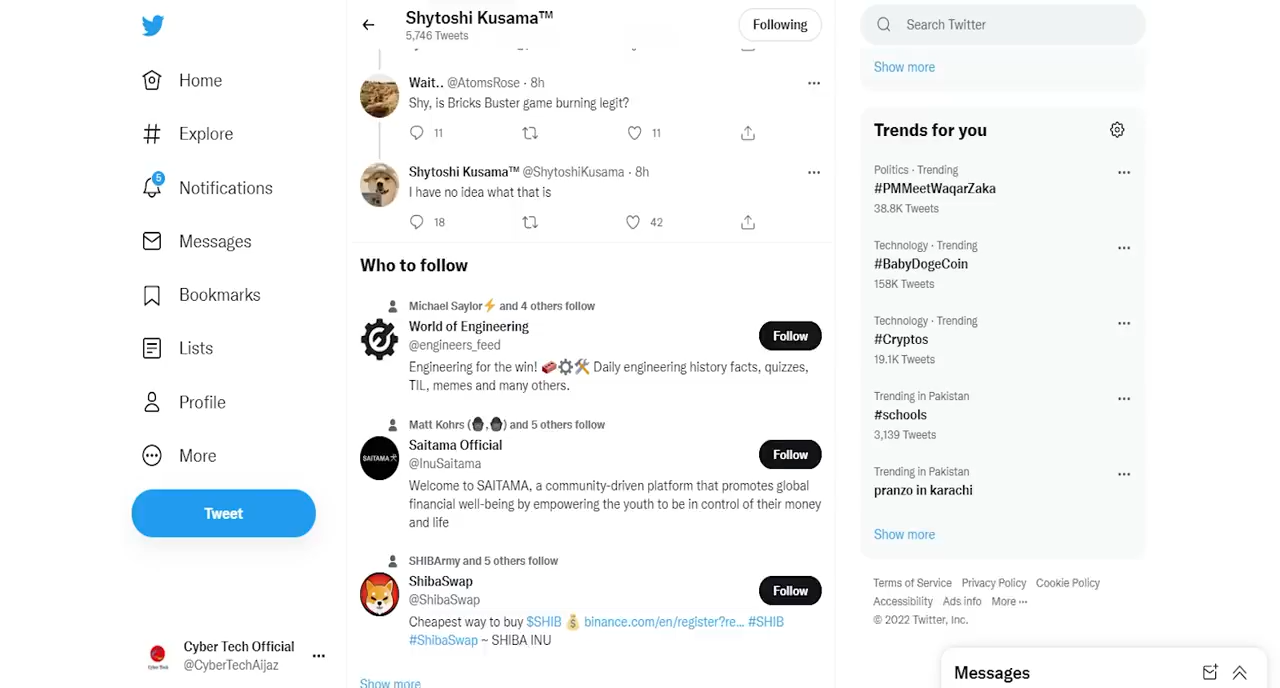 Home
Explore
5
Notifications
Messages
Bookmarks
Lists
Profile
More
Tweet
Cyber Tech Official
@CyberTechAijaz
Shytoshi Kusama™
5,746 Tweets
Following
Wait.. @AtomsRose · 8h
Shy, is Bricks Buster game burning legit?
11
11
Shytoshi Kusama™ @ShytoshiKusama · 8h
I have no idea what that is
18
42
Who to follow
Michael Saylor⚡ and 4 others follow
World of Engineering
@engineers_feed
Follow
Engineering for the win! 🧰⚙️🛠️ Daily engineering history facts, quizzes,
TIL, memes and many others.
Matt Kohrs (🦍,🦍) and 5 others follow
Saitama Official
@InuSaitama
Follow
SAITAMA
Welcome to SAITAMA, a community-driven platform that promotes global
financial well-being by empowering the youth to be in control of their money
and life
SHIBArmy and 5 others follow
ShibaSwap
@ShibaSwap
Follow
Cheapest way to buy $SHIB 💰 binance.com/en/register?re... #SHIB
#ShibaSwap ~ SHIBA INU
Show more
Search Twitter
Show more
Trends for you
Politics · Trending
#PMMeetWaqarZaka
38.8K Tweets
Technology · Trending
#BabyDogeCoin
158K Tweets
Technology · Trending
#Cryptos
19.1K Tweets
Trending in Pakistan
#schools
3,139 Tweets
Trending in Pakistan
pranzo in karachi
Show more
Terms of Service Privacy Policy Cookie Policy
Accessibility Ads info More ···
© 2022 Twitter, Inc.
Messages